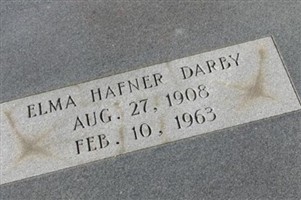 ELMA HAFNER DARBY
AUG. 27, 1908
FEB. 10, 1963